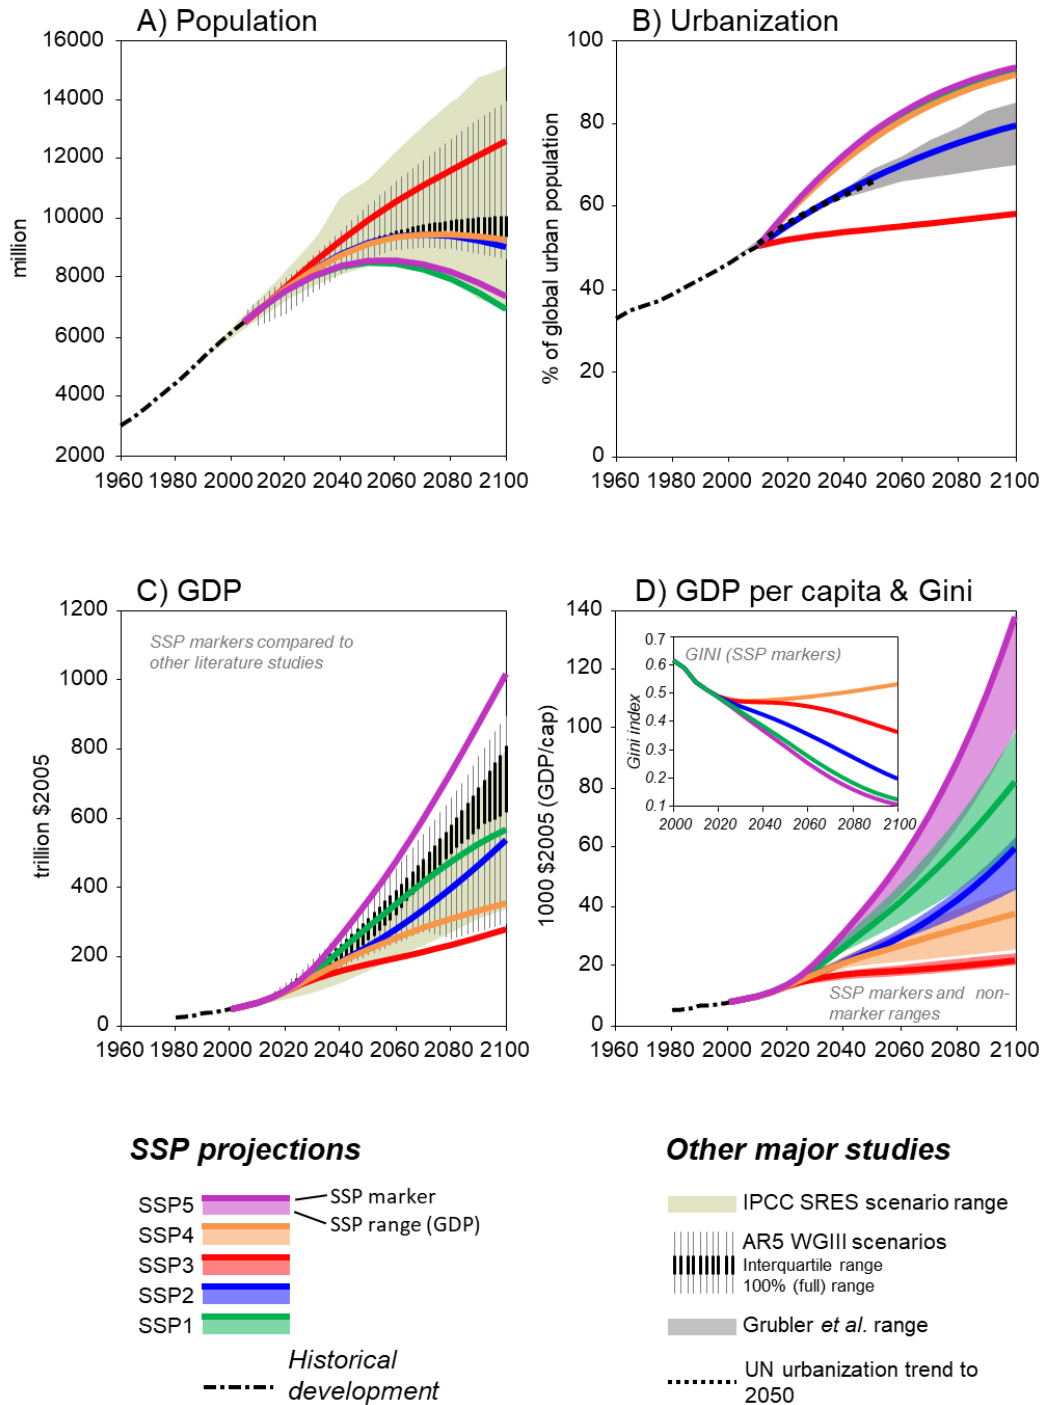 A) Population
16000
14000
12000
10000
8000
6000
4000
2000
million
1960 1980 2000 2020 2040 2060 2080 2100
B) Urbanization
100
80
60
40
20
0
% of global urban population
1960 1980 2000 2020 2040 2060 2080 2100
C) GDP
1200
1000
800
600
400
200
0
trillion $2005
SSP markers compared to
other literature studies
1960 1980 2000 2020 2040 2060 2080 2100
D) GDP per capita & Gini
140
120
100
80
60
40
20
0
1000 $2005 (GDP/cap)
0.7
0.6
0.5
0.4
0.3
0.2
0.1
Gini index
GINI (SSP markers)
2000 2020 2040 2060 2080 2100
SSP markers and non-
marker ranges
1960 1980 2000 2020 2040 2060 2080 2100
SSP projections
SSP5
SSP marker
SSP range (GDP)
SSP4
SSP3
SSP2
SSP1
Historical
development
Other major studies
IPCC SRES scenario range
AR5 WGIII scenarios
Interquartile range
100% (full) range
Grubler et al. range
UN urbanization trend to
2050